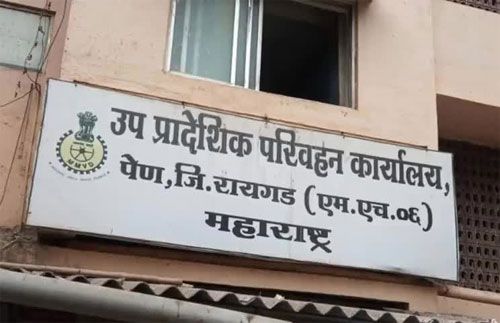 उप प्रादेशिक परिवहन कार्यालय,
पेण, जि. रायगड (एम.एच.०६)
महाराष्ट्र